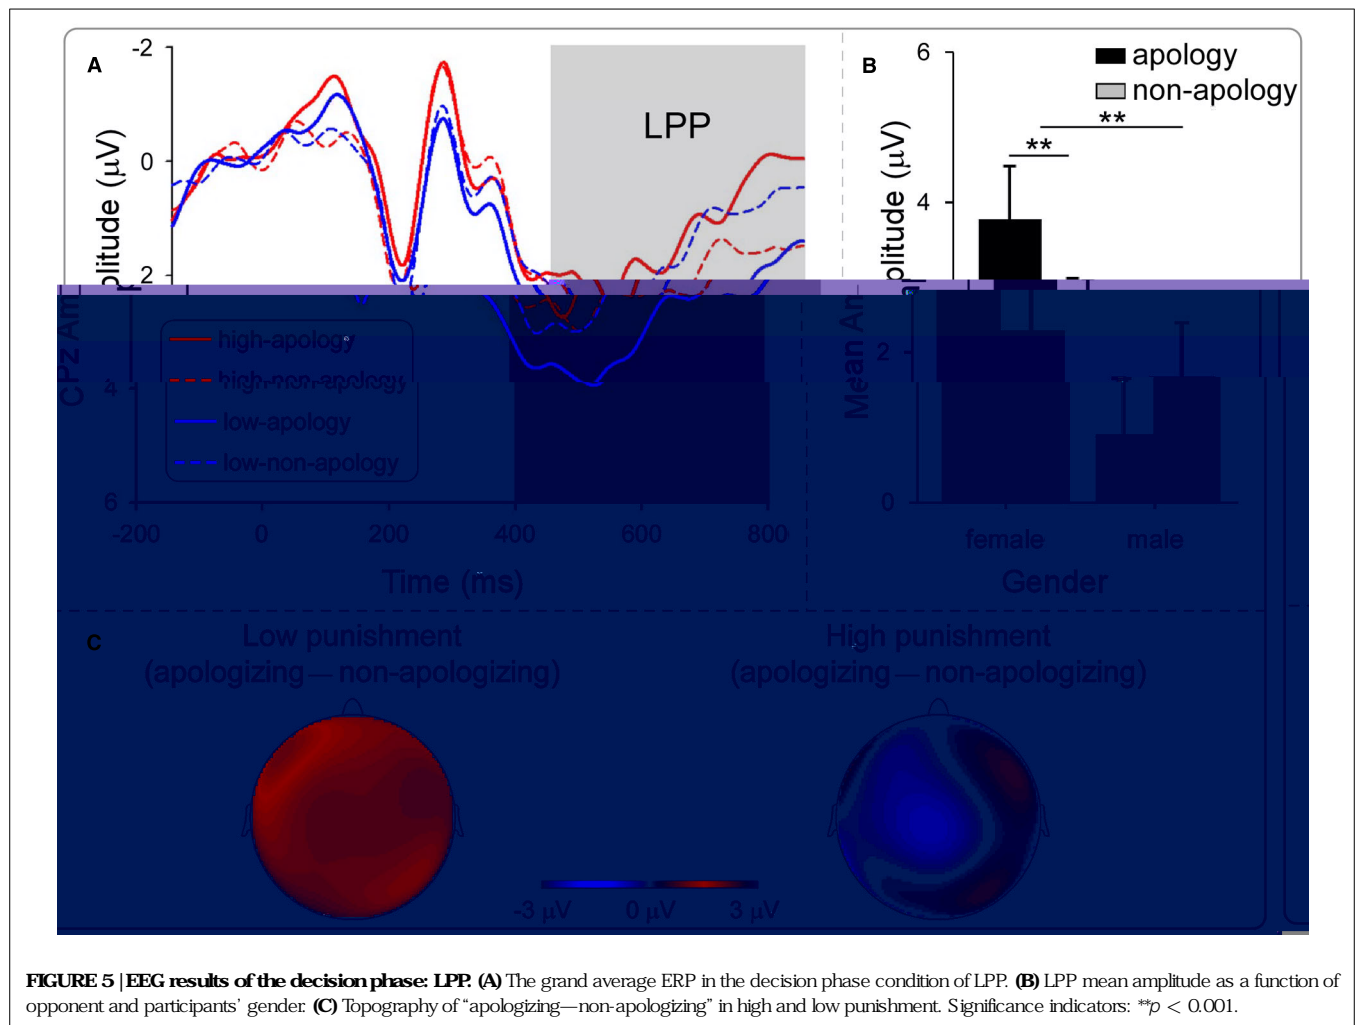 A
-2
0
2
4
6
CPz Am
plitude (μV)
LPP
high-apology
high-non-apology
low-apology
low-non-apology
-200 0 200 400 600 800
Time (ms)
B
6
4
2
0
Mean Am
plitude (μV)
apology
non-apology
**
**
female male
Gender
C
Low punishment
(apologizing — non-apologizing)
High punishment
(apologizing — non-apologizing)
-3 μV 0 μV 3 μV
FIGURE 5 | EEG results of the decision phase: LPP. (A) The grand average ERP in the decision phase condition of LPP. (B) LPP mean amplitude as a function of
opponent and participants' gender. (C) Topography of “apologizing—non-apologizing” in high and low punishment. Significance indicators: **p < 0.001.